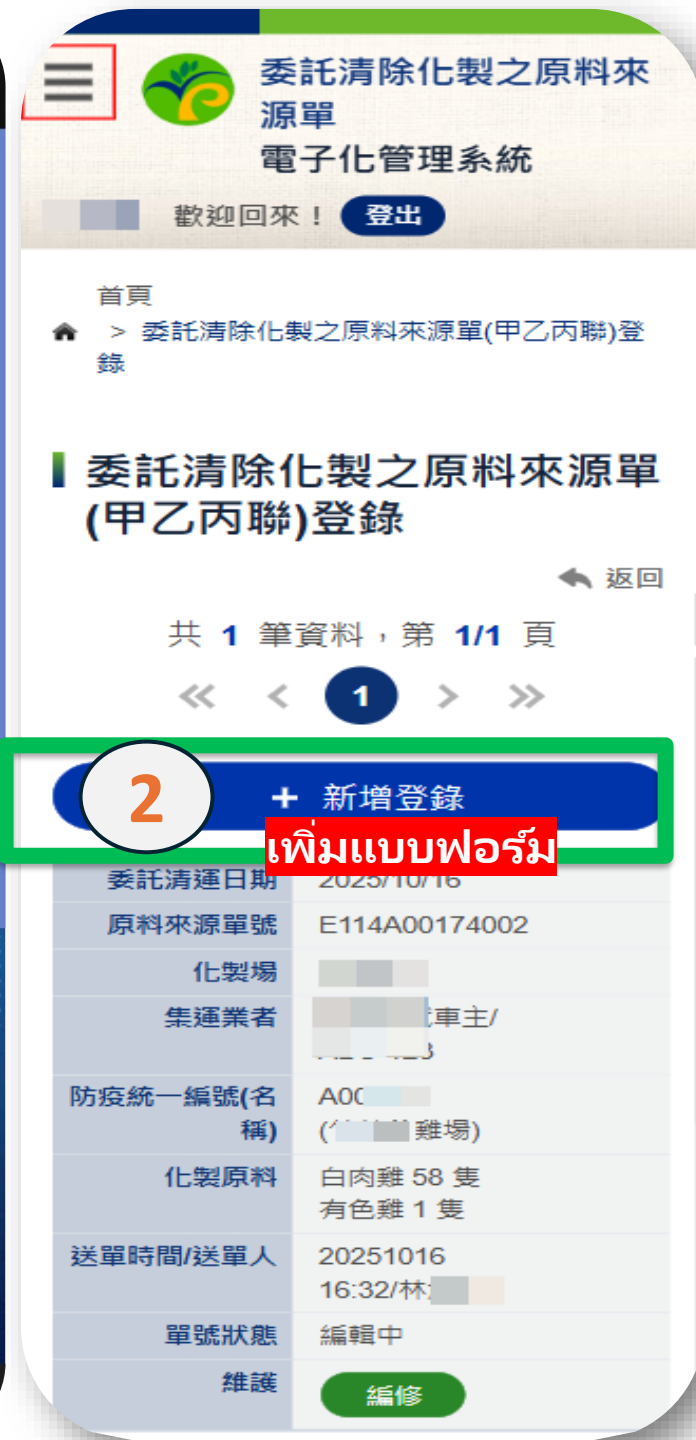 委託清除化製之原料來
源單
電子化管理系統
歡迎回來！ 登出
首頁
> 委託清除化製之原料來源單(甲乙丙聯)登
錄
委託清除化製之原料來源單
(甲乙丙聯)登錄
返回
共 1 筆資料，第 1/1 頁
« < 1 > »
2 + 新增登錄
เพิ่มแบบฟอร์ม
委託清運日期 2025/10/16
原料來源單號 E114A00174002
化製場
集運業者 車主/
防疫統一編號(名 A00
稱) ( 雞場)
化製原料 白肉雞 58 隻
有色雞 1 隻
送單時間/送單人 20251016
16:32/林
單號狀態 編輯中
維護 編修